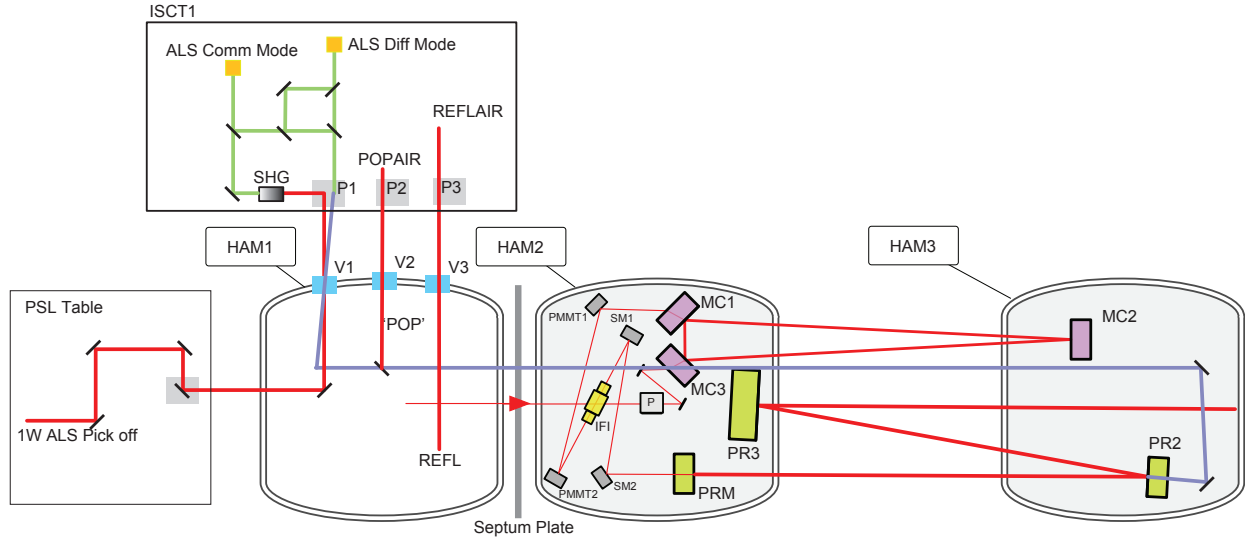 ISCT1
ALS Comm Mode
ALS Diff Mode
REFLAIR
POPAIR
SHG
P1
P2
P3
HAM1
HAM2
HAM3
V1
V2
V3
PSL Table
'POP'
PMMT1
SM1
MC1
MC2
MC3
P
IFI
1W ALS Pick off
REFL
PR3
PR2
PMMT2
SM2
PRM
Septum Plate